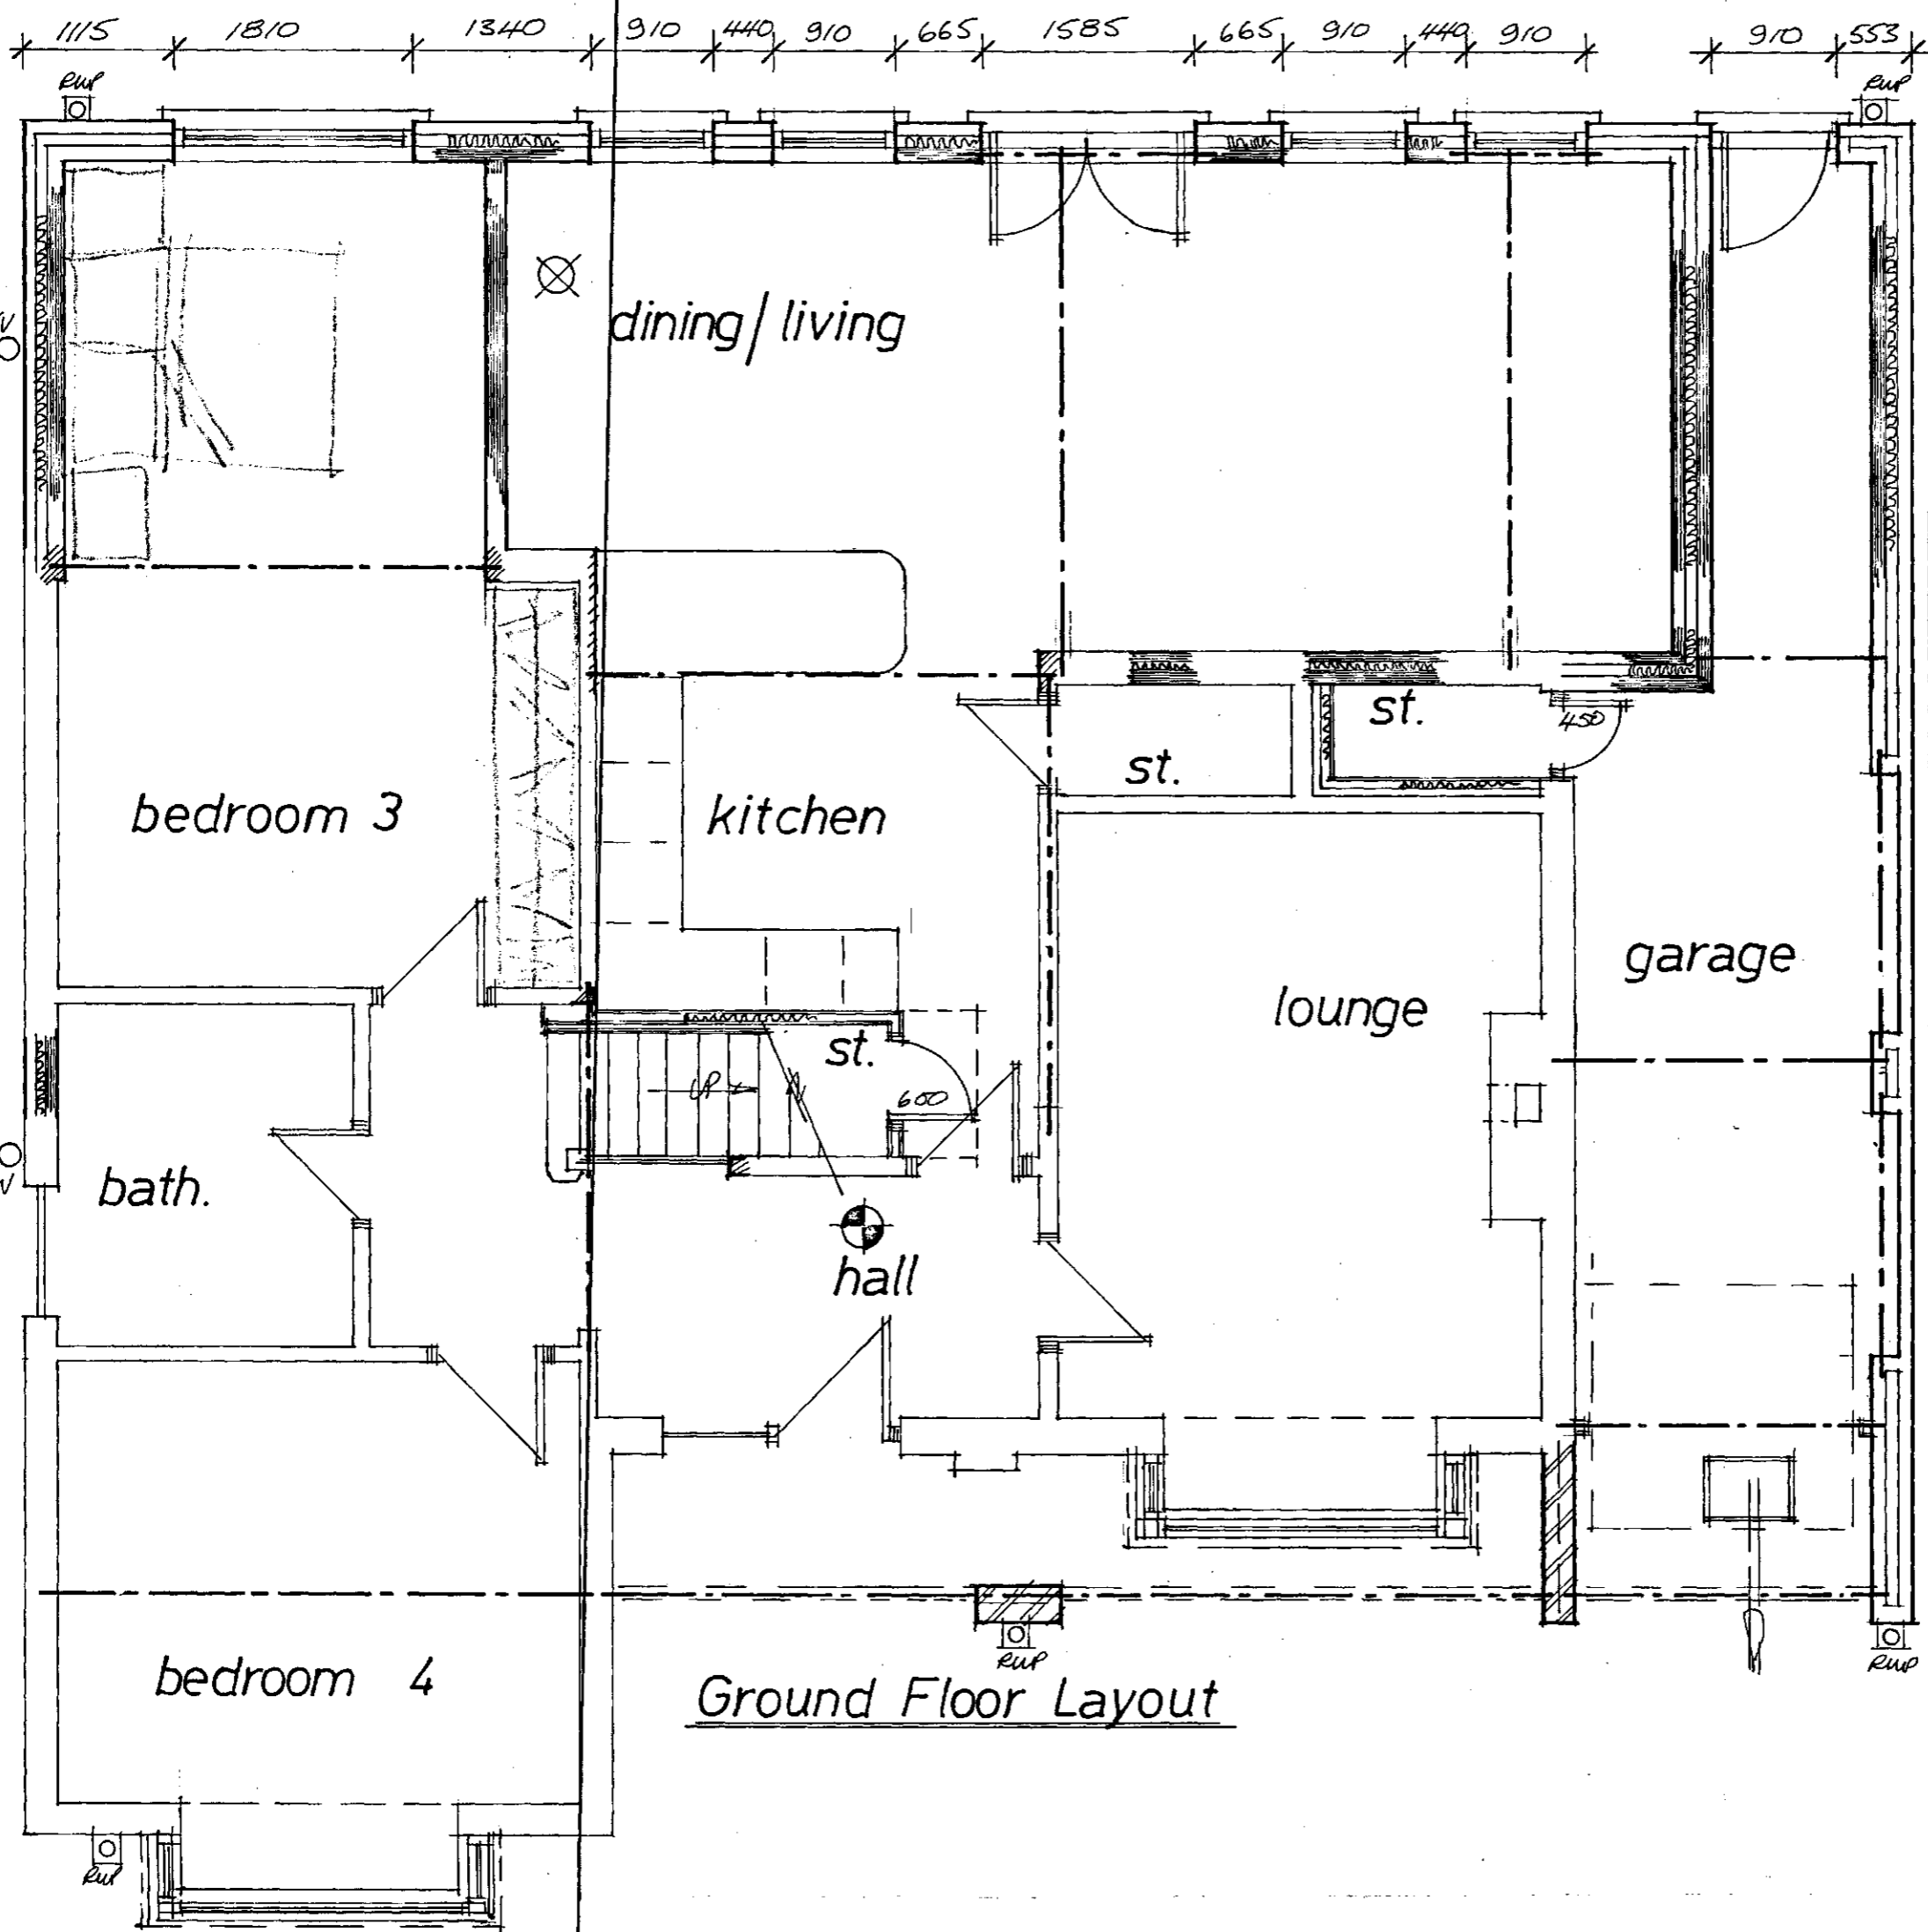 1115 1810 1340 910 440 910 665 1585 665 910 440 910 910 553
RWP RWP
dining/living
st. 450
st.
bedroom 3 kitchen
garage
lounge
st.
UP
600
bath.
hall
bedroom 4
RWP RWP
Ground Floor Layout
RWP